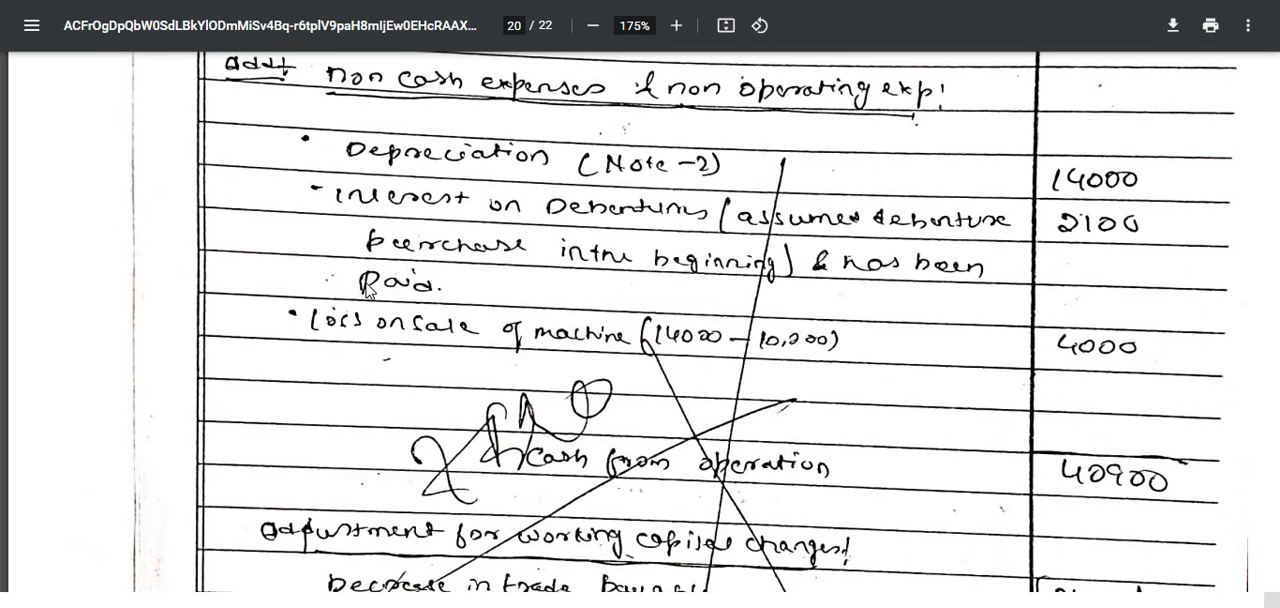 ACFrOgDpQbW0SdLBkYlODmMiSv4Bq-r6tplV9paH8mIjEw0EHcRAAX...
20 / 22
175%
add:
non cash expenses & non operating exp:
• Depreciation (Note-2) 14000
• Interest on Debentures (assumed debenture 2100
purchase in the beginning) & has been
Paid.
• Loss on sale of machine (14000 - 10,000) 4000
cash from operation 40900
adjustment for working capital changes:
Decrease in trade